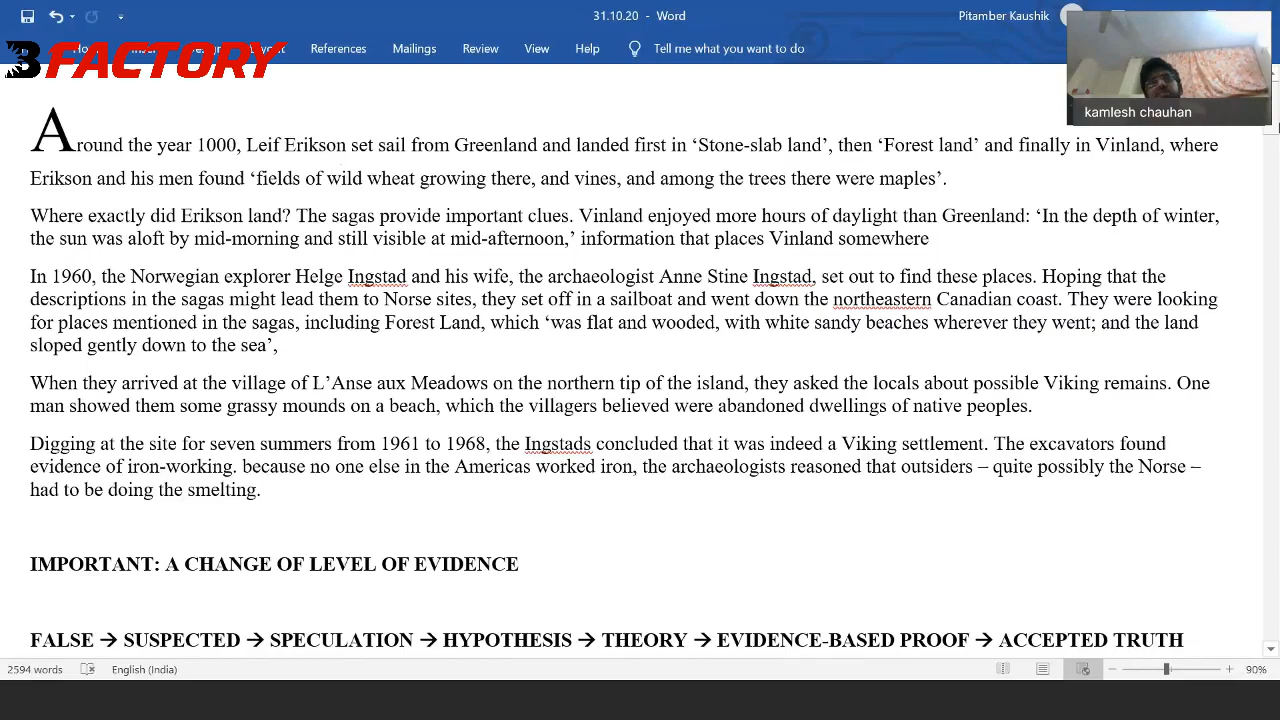 31.10.20 - Word
Pitamber Kaushik
References Mailings Review View Help Tell me what you want to do
3 FACTORY
kamlesh chauhan
Around the year 1000, Leif Erikson set sail from Greenland and landed first in ‘Stone-slab land’, then ‘Forest land’ and finally in Vinland, where
Erikson and his men found ‘fields of wild wheat growing there, and vines, and among the trees there were maples’.
Where exactly did Erikson land? The sagas provide important clues. Vinland enjoyed more hours of daylight than Greenland: ‘In the depth of winter,
the sun was aloft by mid-morning and still visible at mid-afternoon,’ information that places Vinland somewhere
In 1960, the Norwegian explorer Helge Ingstad and his wife, the archaeologist Anne Stine Ingstad, set out to find these places. Hoping that the
descriptions in the sagas might lead them to Norse sites, they set off in a sailboat and went down the northeastern Canadian coast. They were looking
for places mentioned in the sagas, including Forest Land, which ‘was flat and wooded, with white sandy beaches wherever they went; and the land
sloped gently down to the sea’,
When they arrived at the village of L’Anse aux Meadows on the northern tip of the island, they asked the locals about possible Viking remains. One
man showed them some grassy mounds on a beach, which the villagers believed were abandoned dwellings of native peoples.
Digging at the site for seven summers from 1961 to 1968, the Ingstads concluded that it was indeed a Viking settlement. The excavators found
evidence of iron-working. because no one else in the Americas worked iron, the archaeologists reasoned that outsiders – quite possibly the Norse –
had to be doing the smelting.
IMPORTANT: A CHANGE OF LEVEL OF EVIDENCE
FALSE → SUSPECTED → SPECULATION → HYPOTHESIS → THEORY → EVIDENCE-BASED PROOF → ACCEPTED TRUTH
2594 words English (India) 90%